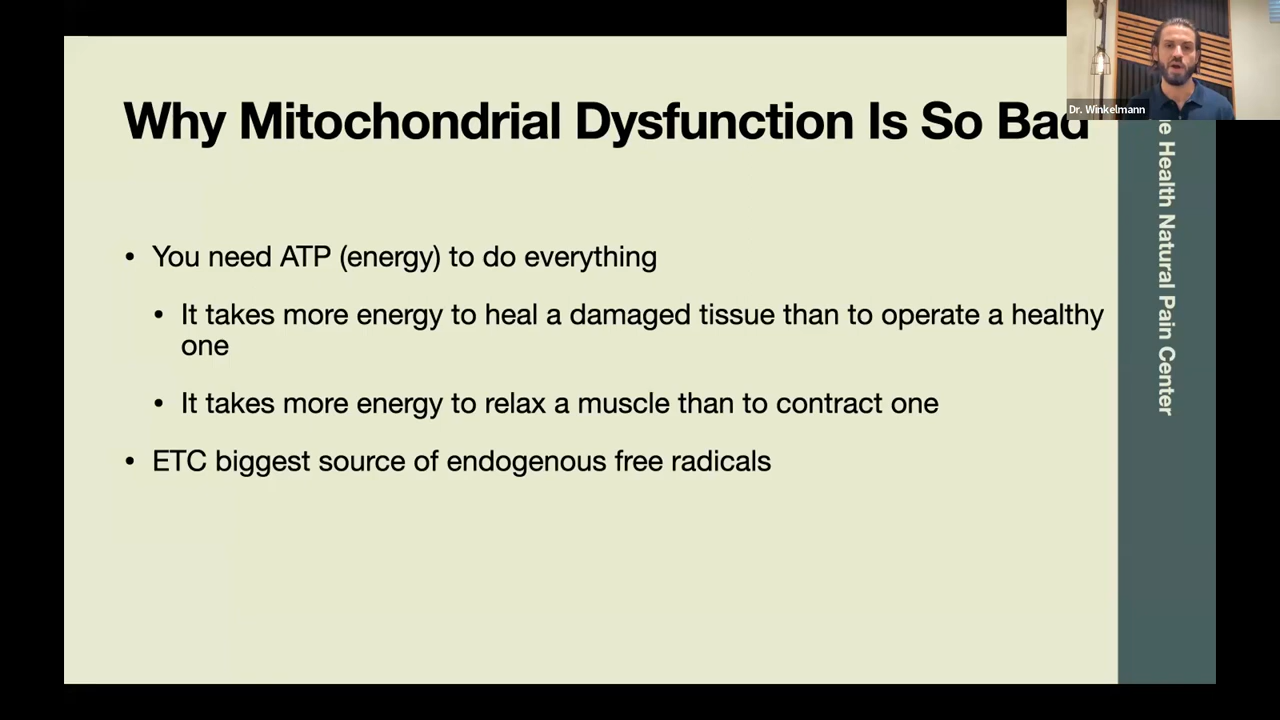 Why Mitochondrial Dysfunction Is So Bad
Dr. Winkelmann
• You need ATP (energy) to do everything
• It takes more energy to heal a damaged tissue than to operate a healthy
one
• It takes more energy to relax a muscle than to contract one
• ETC biggest source of endogenous free radicals
Health Natural Pain Center